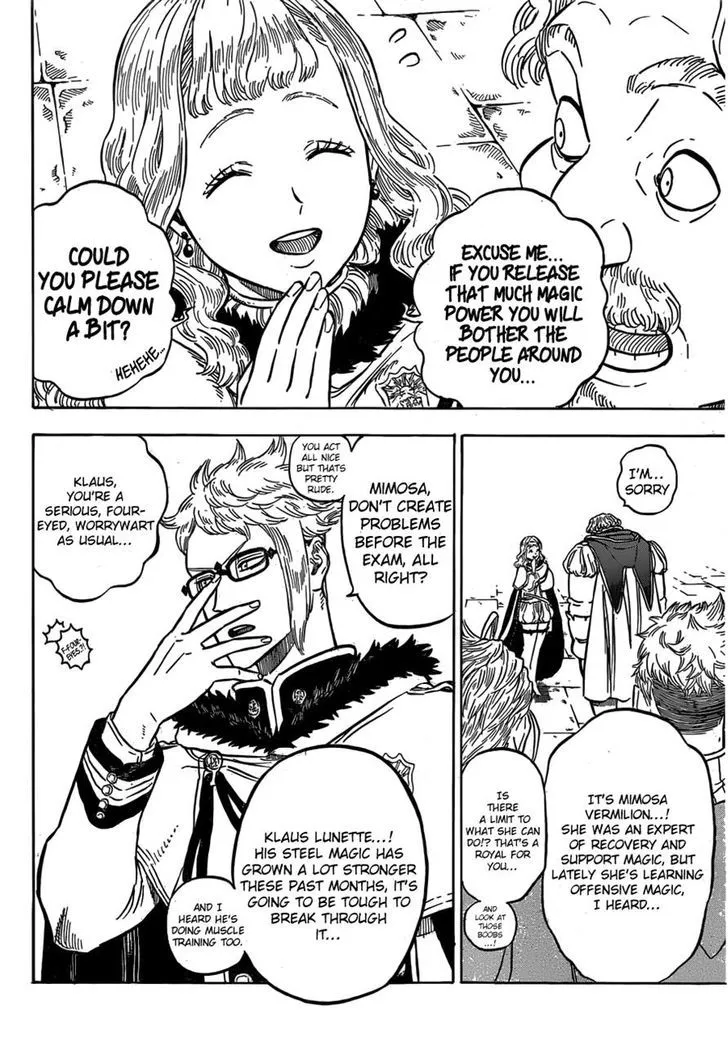 EXCUSE ME...
IF YOU RELEASE
THAT MUCH MAGIC
POWER YOU WILL
BOTHER THE
PEOPLE AROUND
YOU...
COULD
YOU PLEASE
CALM DOWN
A BIT?
HEHEHE...
I'M...
SORRY
IT'S MIMOSA
VERMILION...!
SHE WAS AN EXPERT
OF RECOVERY AND
SUPPORT MAGIC, BUT
LATELY SHE'S LEARNING
OFFENSIVE MAGIC,
I HEARD...
IS
THERE
A LIMIT TO
WHAT SHE CAN
DO!? THAT'S A
ROYAL FOR
YOU...
AND
LOOK AT
THOSE
BOOBS
...!
MIMOSA,
DON'T CREATE
PROBLEMS
BEFORE THE
EXAM, ALL
RIGHT?
YOU ACT
ALL NICE
BUT THATS
PRETTY
RUDE.
KLAUS,
YOU'RE A
SERIOUS, FOUR-
EYED, WORRYWART
AS USUAL...
F-FOUR-
EYES?!
KLAUS LUNETTE...!
HIS STEEL MAGIC HAS
GROWN A LOT STRONGER
THESE PAST MONTHS, IT'S
GOING TO BE TOUGH TO
BREAK THROUGH
IT...
AND I
HEARD HE'S
DOING MUSCLE
TRAINING TOO.